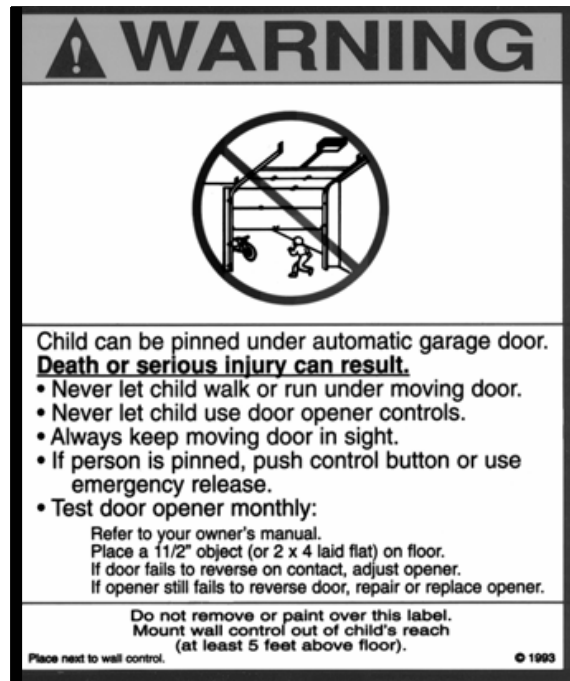 WARNING
Child can be pinned under automatic garage door.
Death or serious injury can result.
• Never let child walk or run under moving door.
• Never let child use door opener controls.
• Always keep moving door in sight.
• If person is pinned, push control button or use
emergency release.
• Test door opener monthly:
Refer to your owner's manual.
Place a 11/2" object (or 2 x 4 laid flat) on floor.
If door fails to reverse on contact, adjust opener.
If opener still fails to reverse door, repair or replace opener.
Do not remove or paint over this label.
Mount wall control out of child's reach
(at least 5 feet above floor).
Place next to wall control.
© 1993